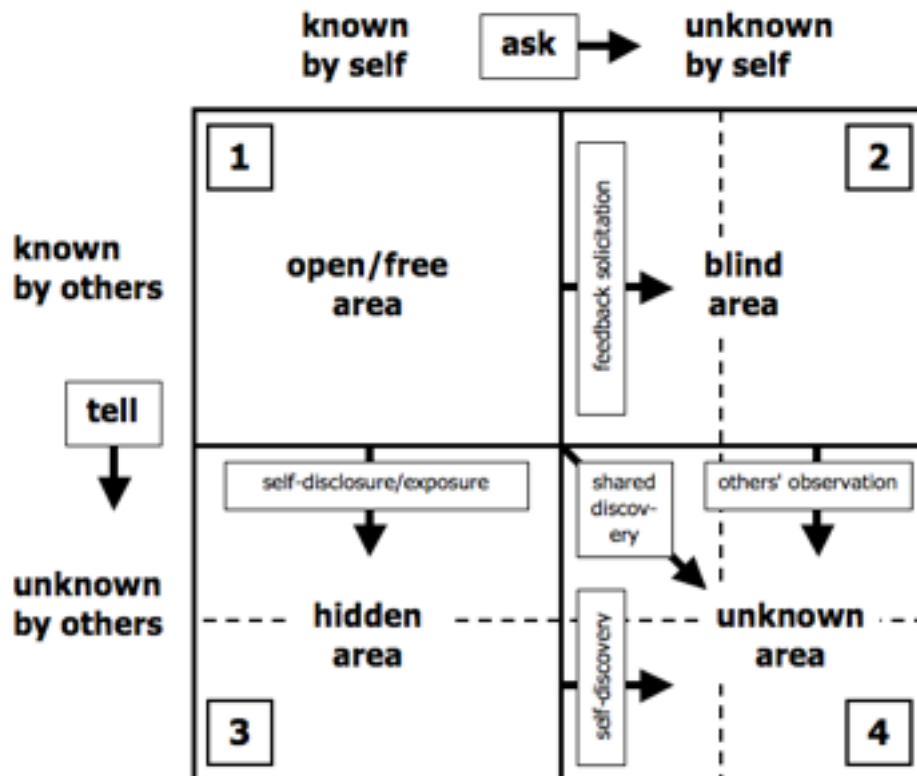 known
by self
ask
unknown
by self
1
2
known
by others
open/free
area
feedback solicitation
blind
area
tell
self-disclosure/exposure
shared
discov-
ery
others' observation
unknown
by others
hidden
area
self-discovery
unknown
area
3
4